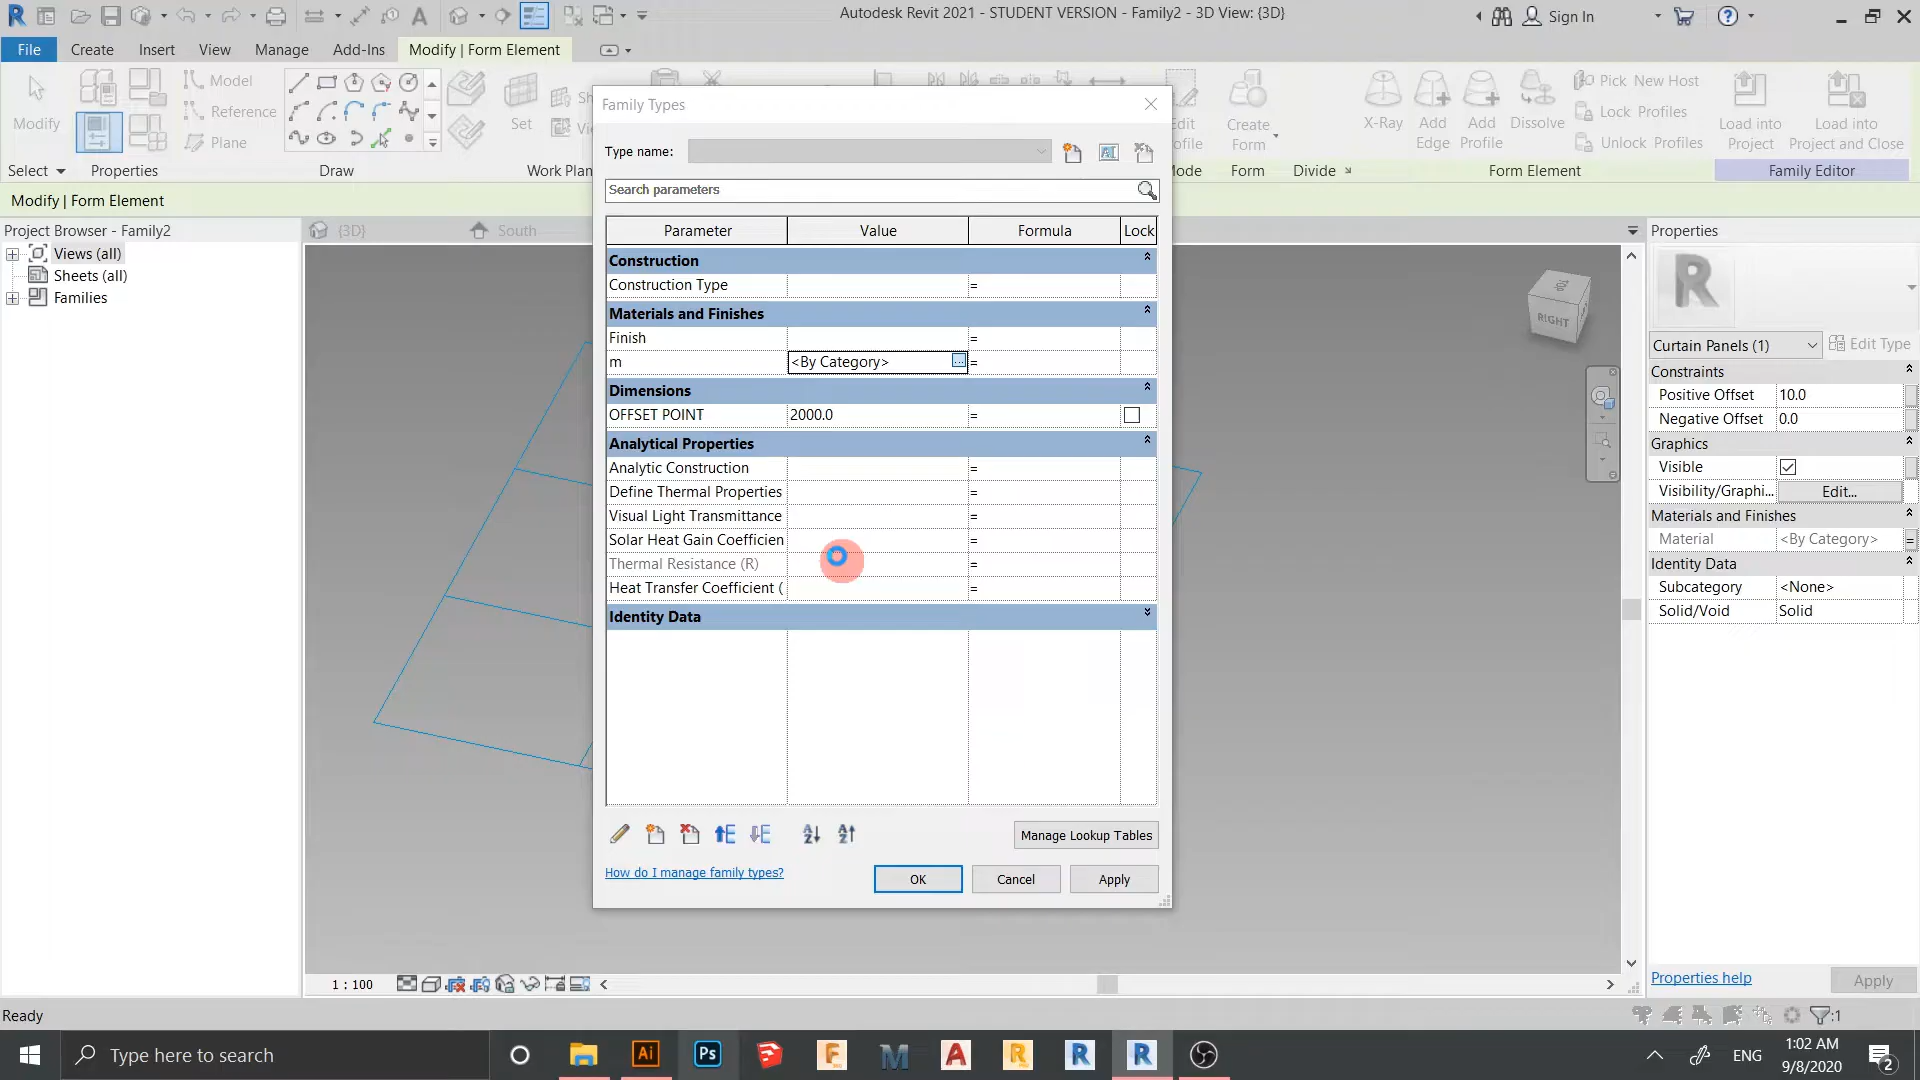 Autodesk Revit 2021 - STUDENT VERSION - Family2 - 3D View: {3D}
Sign In
File Create Insert View Manage Add-Ins Modify | Form Element
Modify
Model
Reference
Plane
Set
X-Ray
Add Edge
Add Profile
Dissolve
Pick New Host
Lock Profiles
Unlock Profiles
Create Form
Load into Project
Load into Project and Close
Select Properties Draw Form Divide Form Element Family Editor
Modify | Form Element
Project Browser - Family2
Views (all)
Sheets (all)
Families
{3D}
South
Family Types
Type name:
Search parameters
Parameter Value Formula Lock
Construction
Construction Type =
Materials and Finishes
Finish =
m <By Category> =
Dimensions
OFFSET POINT 2000.0 =
Analytical Properties
Analytic Construction =
Define Thermal Properties =
Visual Light Transmittance =
Solar Heat Gain Coefficien =
Thermal Resistance (R) =
Heat Transfer Coefficient ( =
Identity Data
Manage Lookup Tables
How do I manage family types?
OK Cancel Apply
RIGHT
Properties
Curtain Panels (1) Edit Type
Constraints
Positive Offset 10.0
Negative Offset 0.0
Graphics
Visible
Visibility/Graphi... Edit...
Materials and Finishes
Material <By Category> =
Identity Data
Subcategory <None>
Solid/Void Solid
Properties help Apply
1 : 100
Ready
:1
Type here to search
ENG
1:02 AM
9/8/2020
2